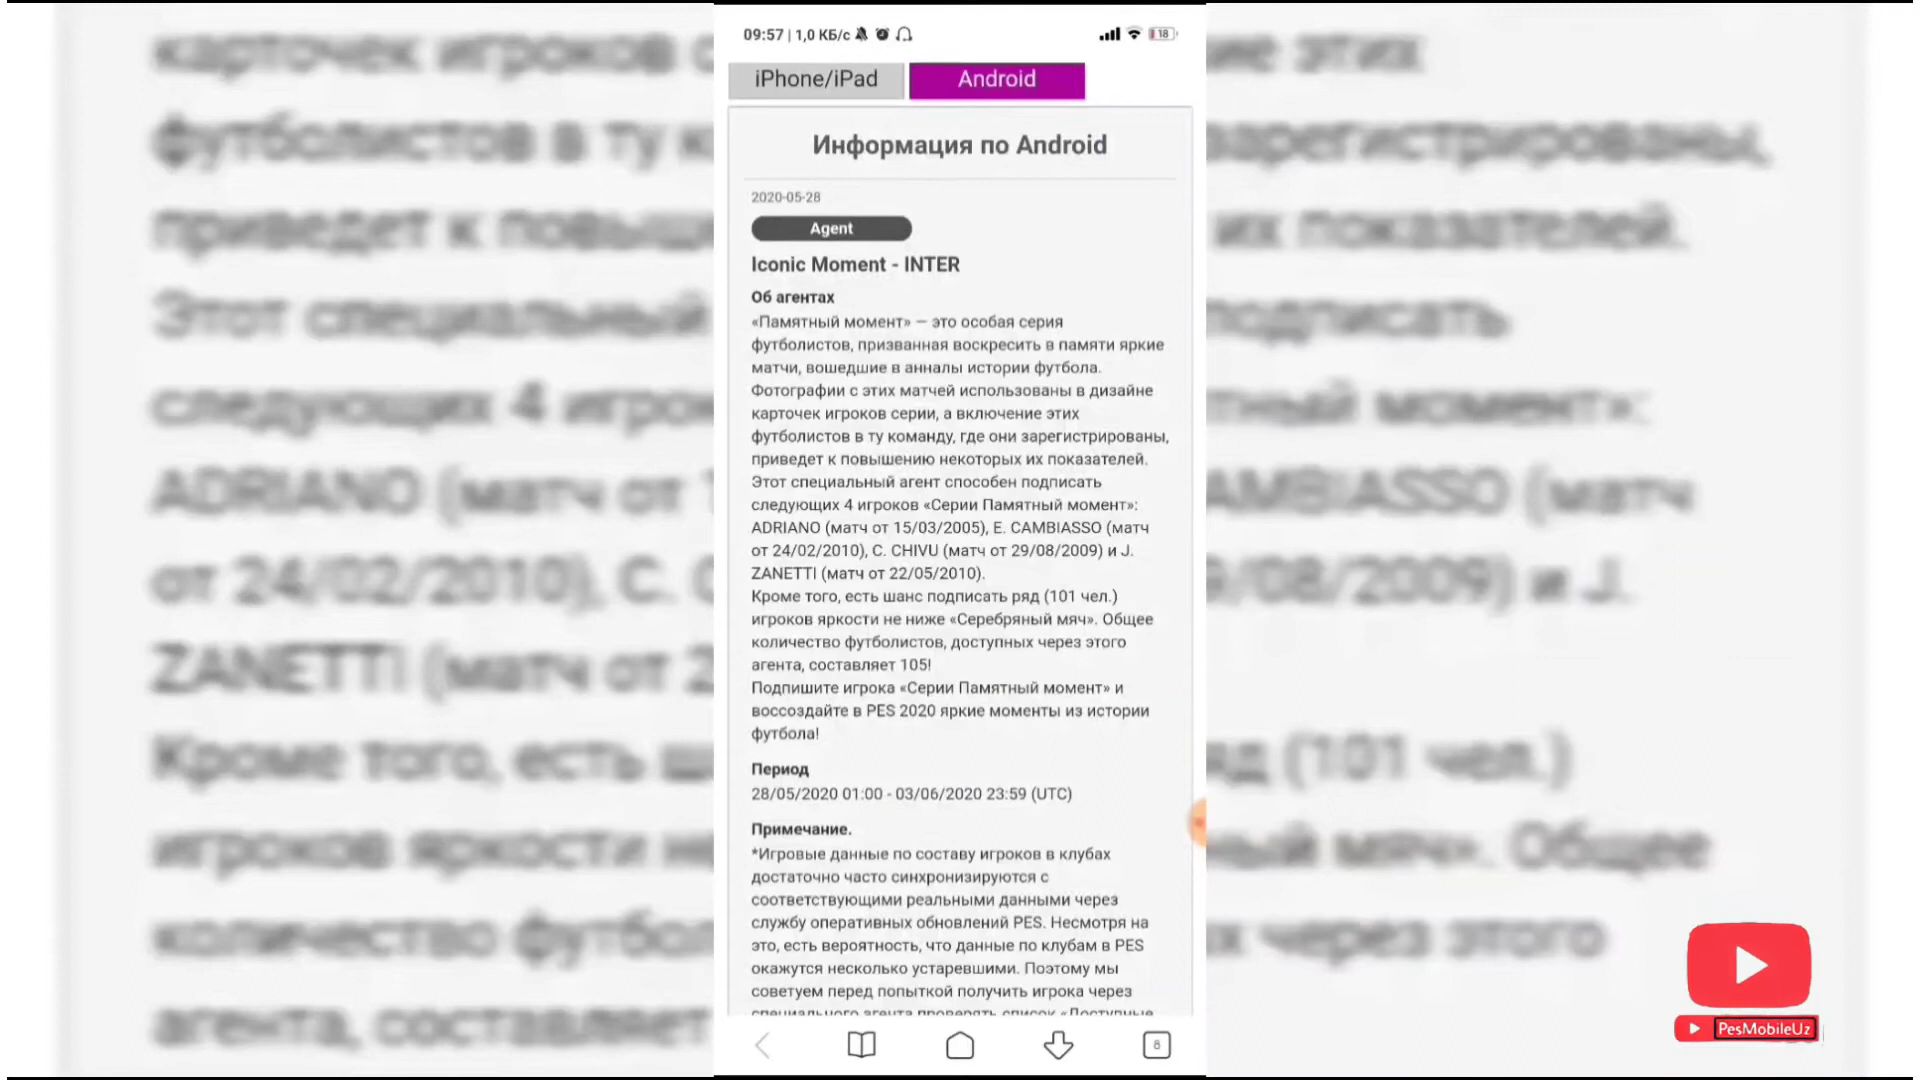 09:57 | 1,0 КБ/с
18
iPhone/iPad
Android
Информация по Android
2020-05-28
Agent
Iconic Moment - INTER
Об агентах
«Памятный момент» — это особая серия
футболистов, призванная воскресить в памяти яркие
матчи, вошедшие в анналы истории футбола.
Фотографии с этих матчей использованы в дизайне
карточек игроков серии, а включение этих
футболистов в ту команду, где они зарегистрированы,
приведет к повышению некоторых их показателей.
Этот специальный агент способен подписать
следующих 4 игроков «Серии Памятный момент»:
ADRIANO (матч от 15/03/2005), E. CAMBIASSO (матч
от 24/02/2010), C. CHIVU (матч от 29/08/2009) и J.
ZANETTI (матч от 22/05/2010).
Кроме того, есть шанс подписать ряд (101 чел.)
игроков яркости не ниже «Серебряный мяч». Общее
количество футболистов, доступных через этого
агента, составляет 105!
Подпишите игрока «Серии Памятный момент» и
воссоздайте в PES 2020 яркие моменты из истории
футбола!
Период
28/05/2020 01:00 - 03/06/2020 23:59 (UTC)
Примечание.
*Игровые данные по составу игроков в клубах
достаточно часто синхронизируются с
соответствующими реальными данными через
службу оперативных обновлений PES. Несмотря на
это, есть вероятность, что данные по клубам в PES
окажутся несколько устаревшими. Поэтому мы
советуем перед попыткой получить игрока через
специального агента проверять список «Доступные
8
PesMobileUz